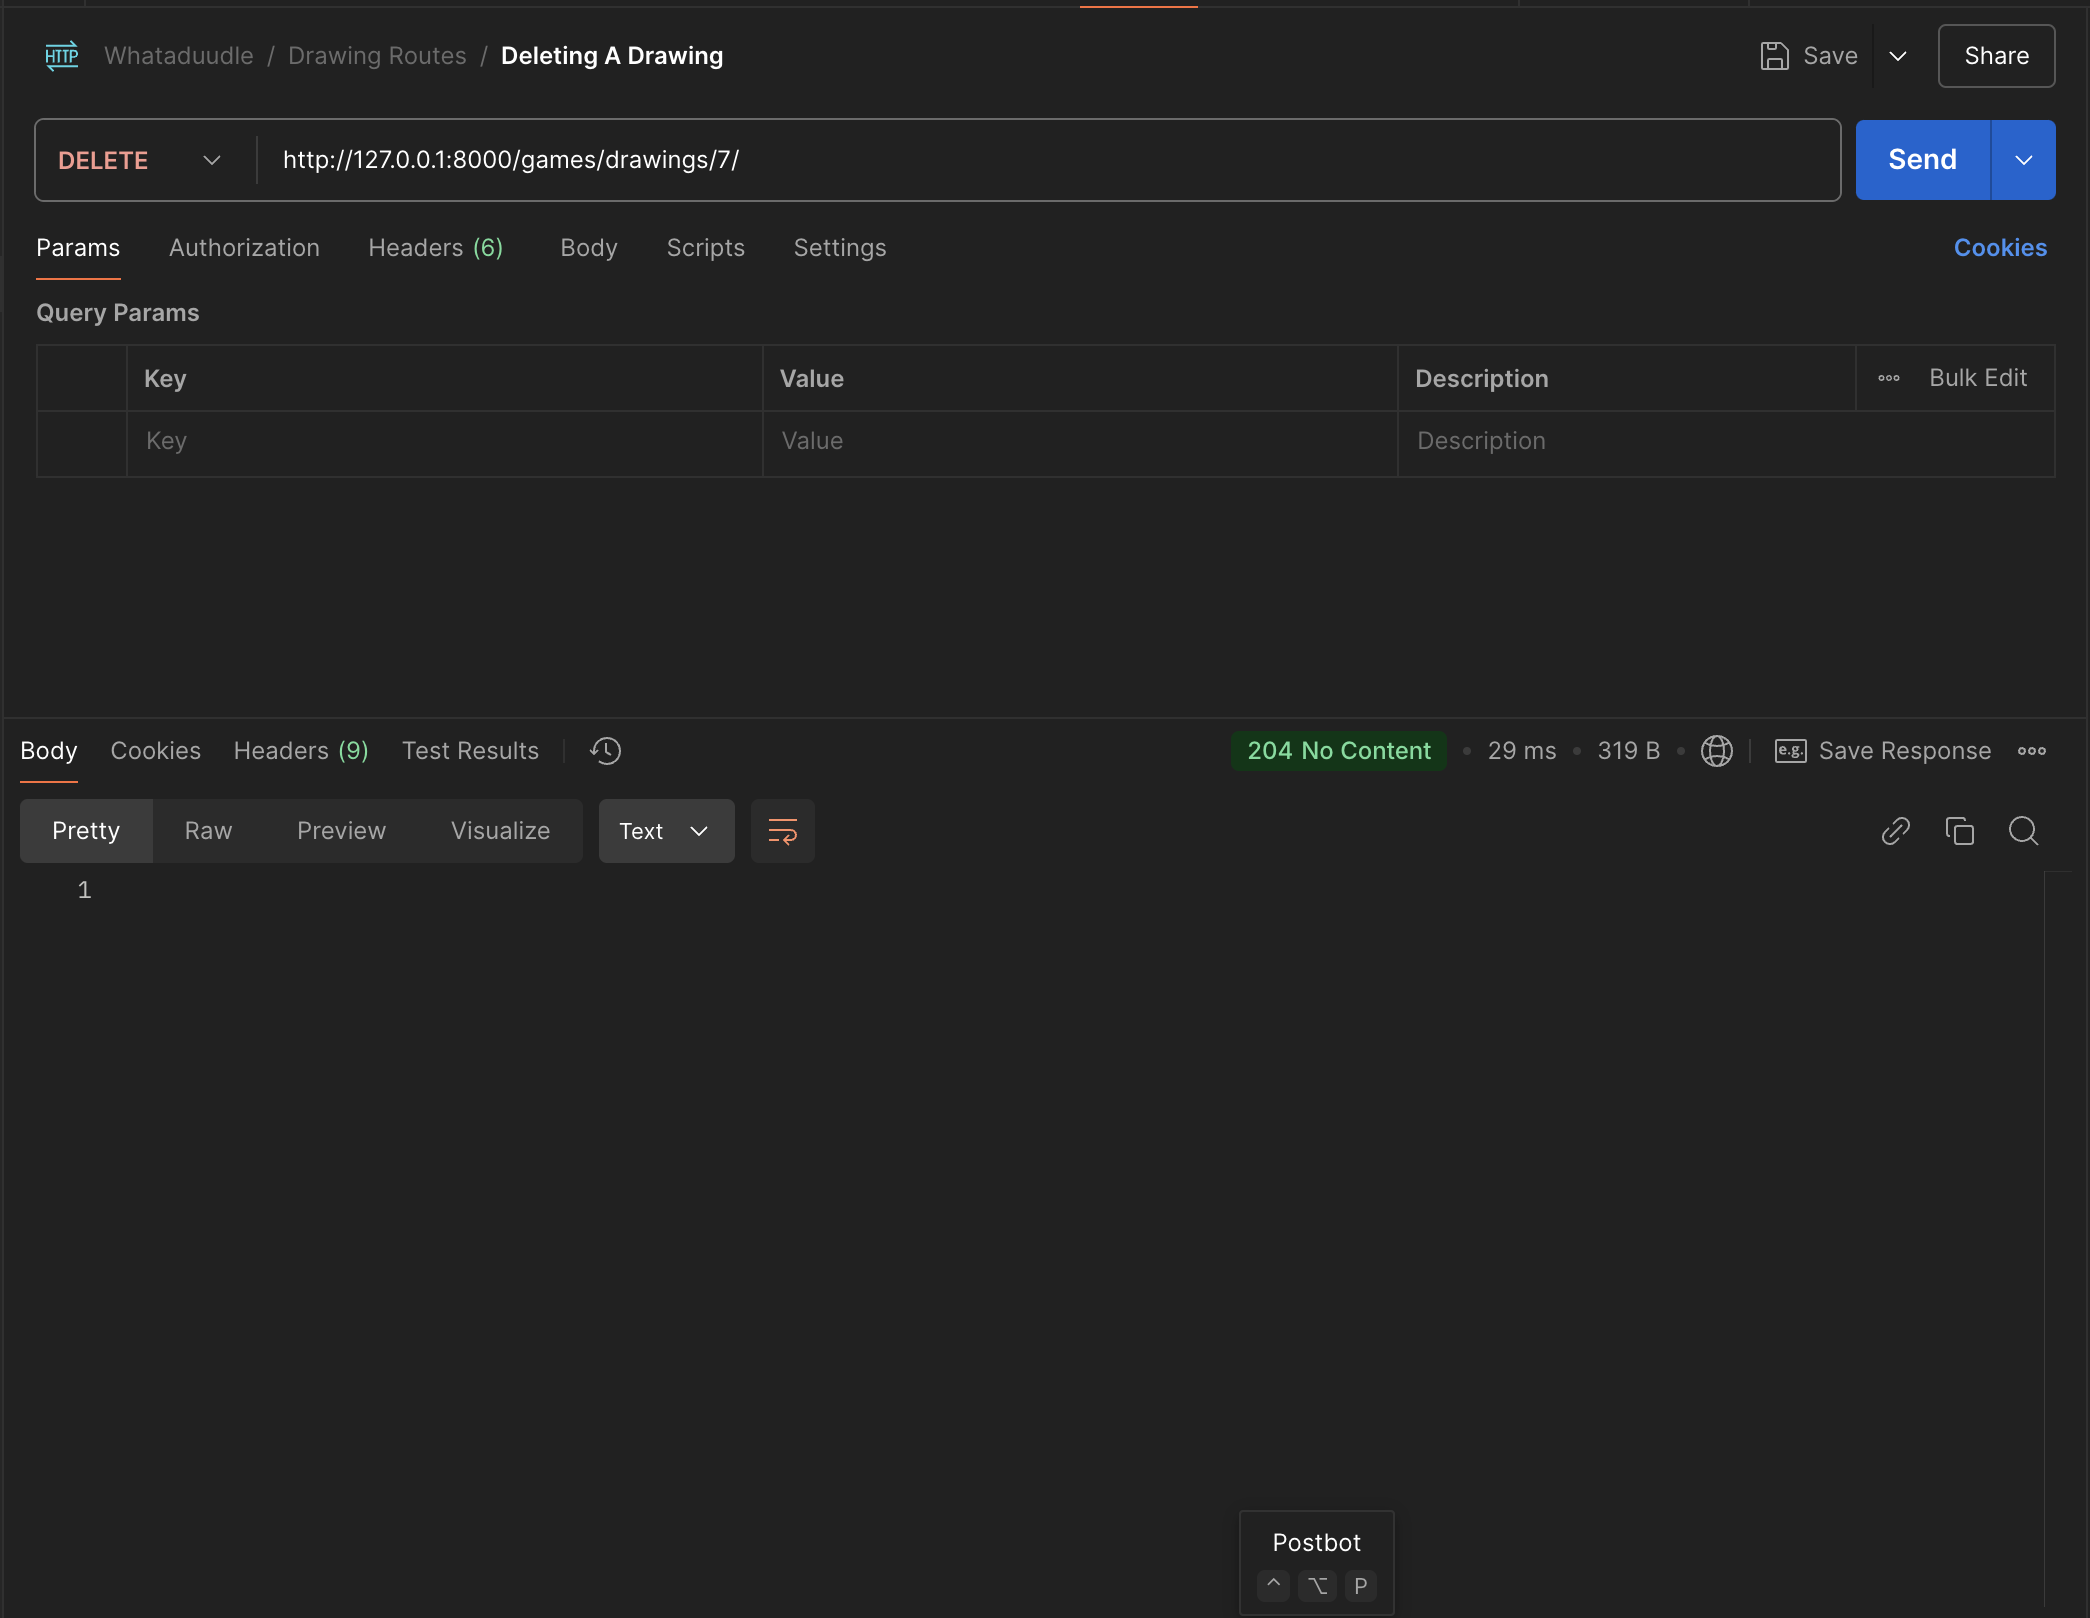 HTTP Whataduudle / Drawing Routes / Deleting A Drawing Save Share
DELETE http://127.0.0.1:8000/games/drawings/7/ Send
Params Authorization Headers (6) Body Scripts Settings Cookies
Query Params
Key Value Description Bulk Edit
Key Value Description
Body Cookies Headers (9) Test Results 204 No Content • 29 ms • 319 B • e.g. Save Response
Pretty Raw Preview Visualize Text
1
Postbot
^ ⌥ P